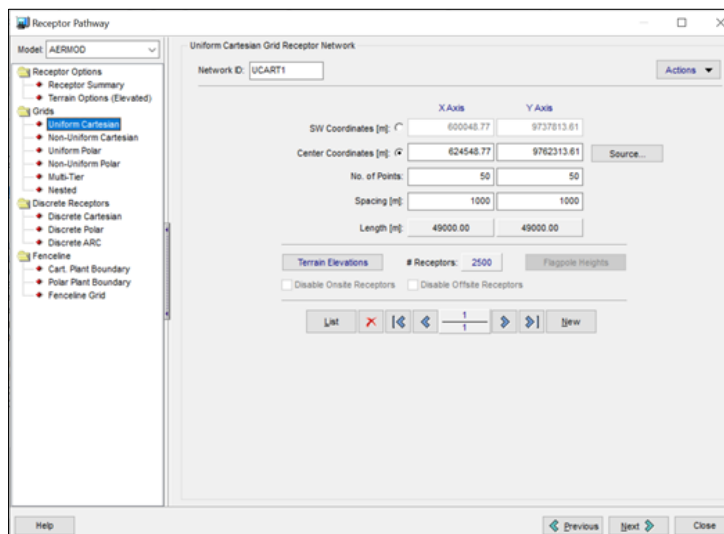 Receptor Pathway
Model: AERMOD
Receptor Options
Receptor Summary
Terrain Options (Elevated)
Grids
Uniform Cartesian
Non-Uniform Cartesian
Uniform Polar
Non-Uniform Polar
Multi-Tier
Nested
Discrete Receptors
Discrete Cartesian
Discrete Polar
Discrete ARC
Fenceline
Cart. Plant Boundary
Polar Plant Boundary
Fenceline Grid
Uniform Cartesian Grid Receptor Network
Network ID: UCART1 Actions
X Axis Y Axis
SW Coordinates [m]: 600048.77 9737813.61
Center Coordinates [m]: 624548.77 9762313.61 Source...
No. of Points: 50 50
Spacing [m]: 1000 1000
Length [m]: 49000.00 49000.00
Terrain Elevations # Receptors: 2500 Flagpole Heights
Disable Onsite Receptors Disable Offsite Receptors
List 1 New
1
Help Previous Next Close